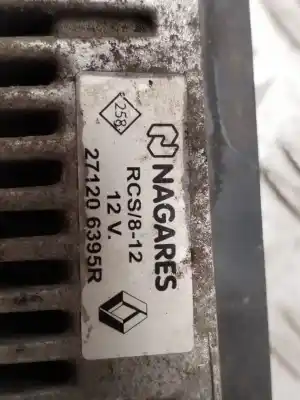 NAGARES
RCS/8-12
12 V.
27120 6395R
258